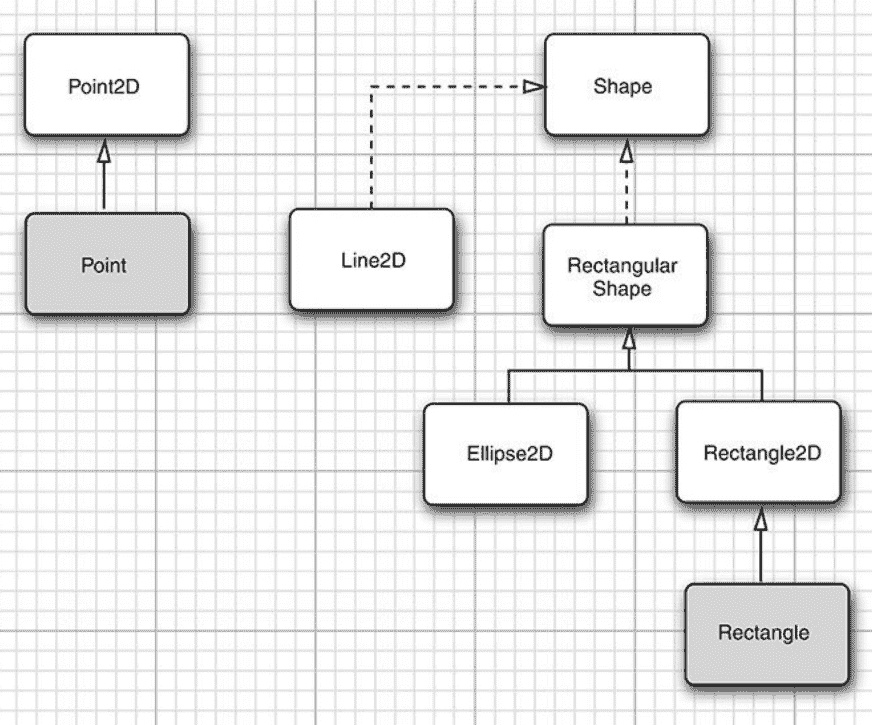 Point2D
Shape
Point
Line2D
Rectangular
Shape
Ellipse2D
Rectangle2D
Rectangle